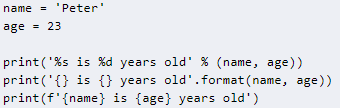 name = 'Peter'
age = 23

print('%s is %d years old' % (name, age))
print('{} is {} years old'.format(name, age))
print(f'{name} is {age} years old')